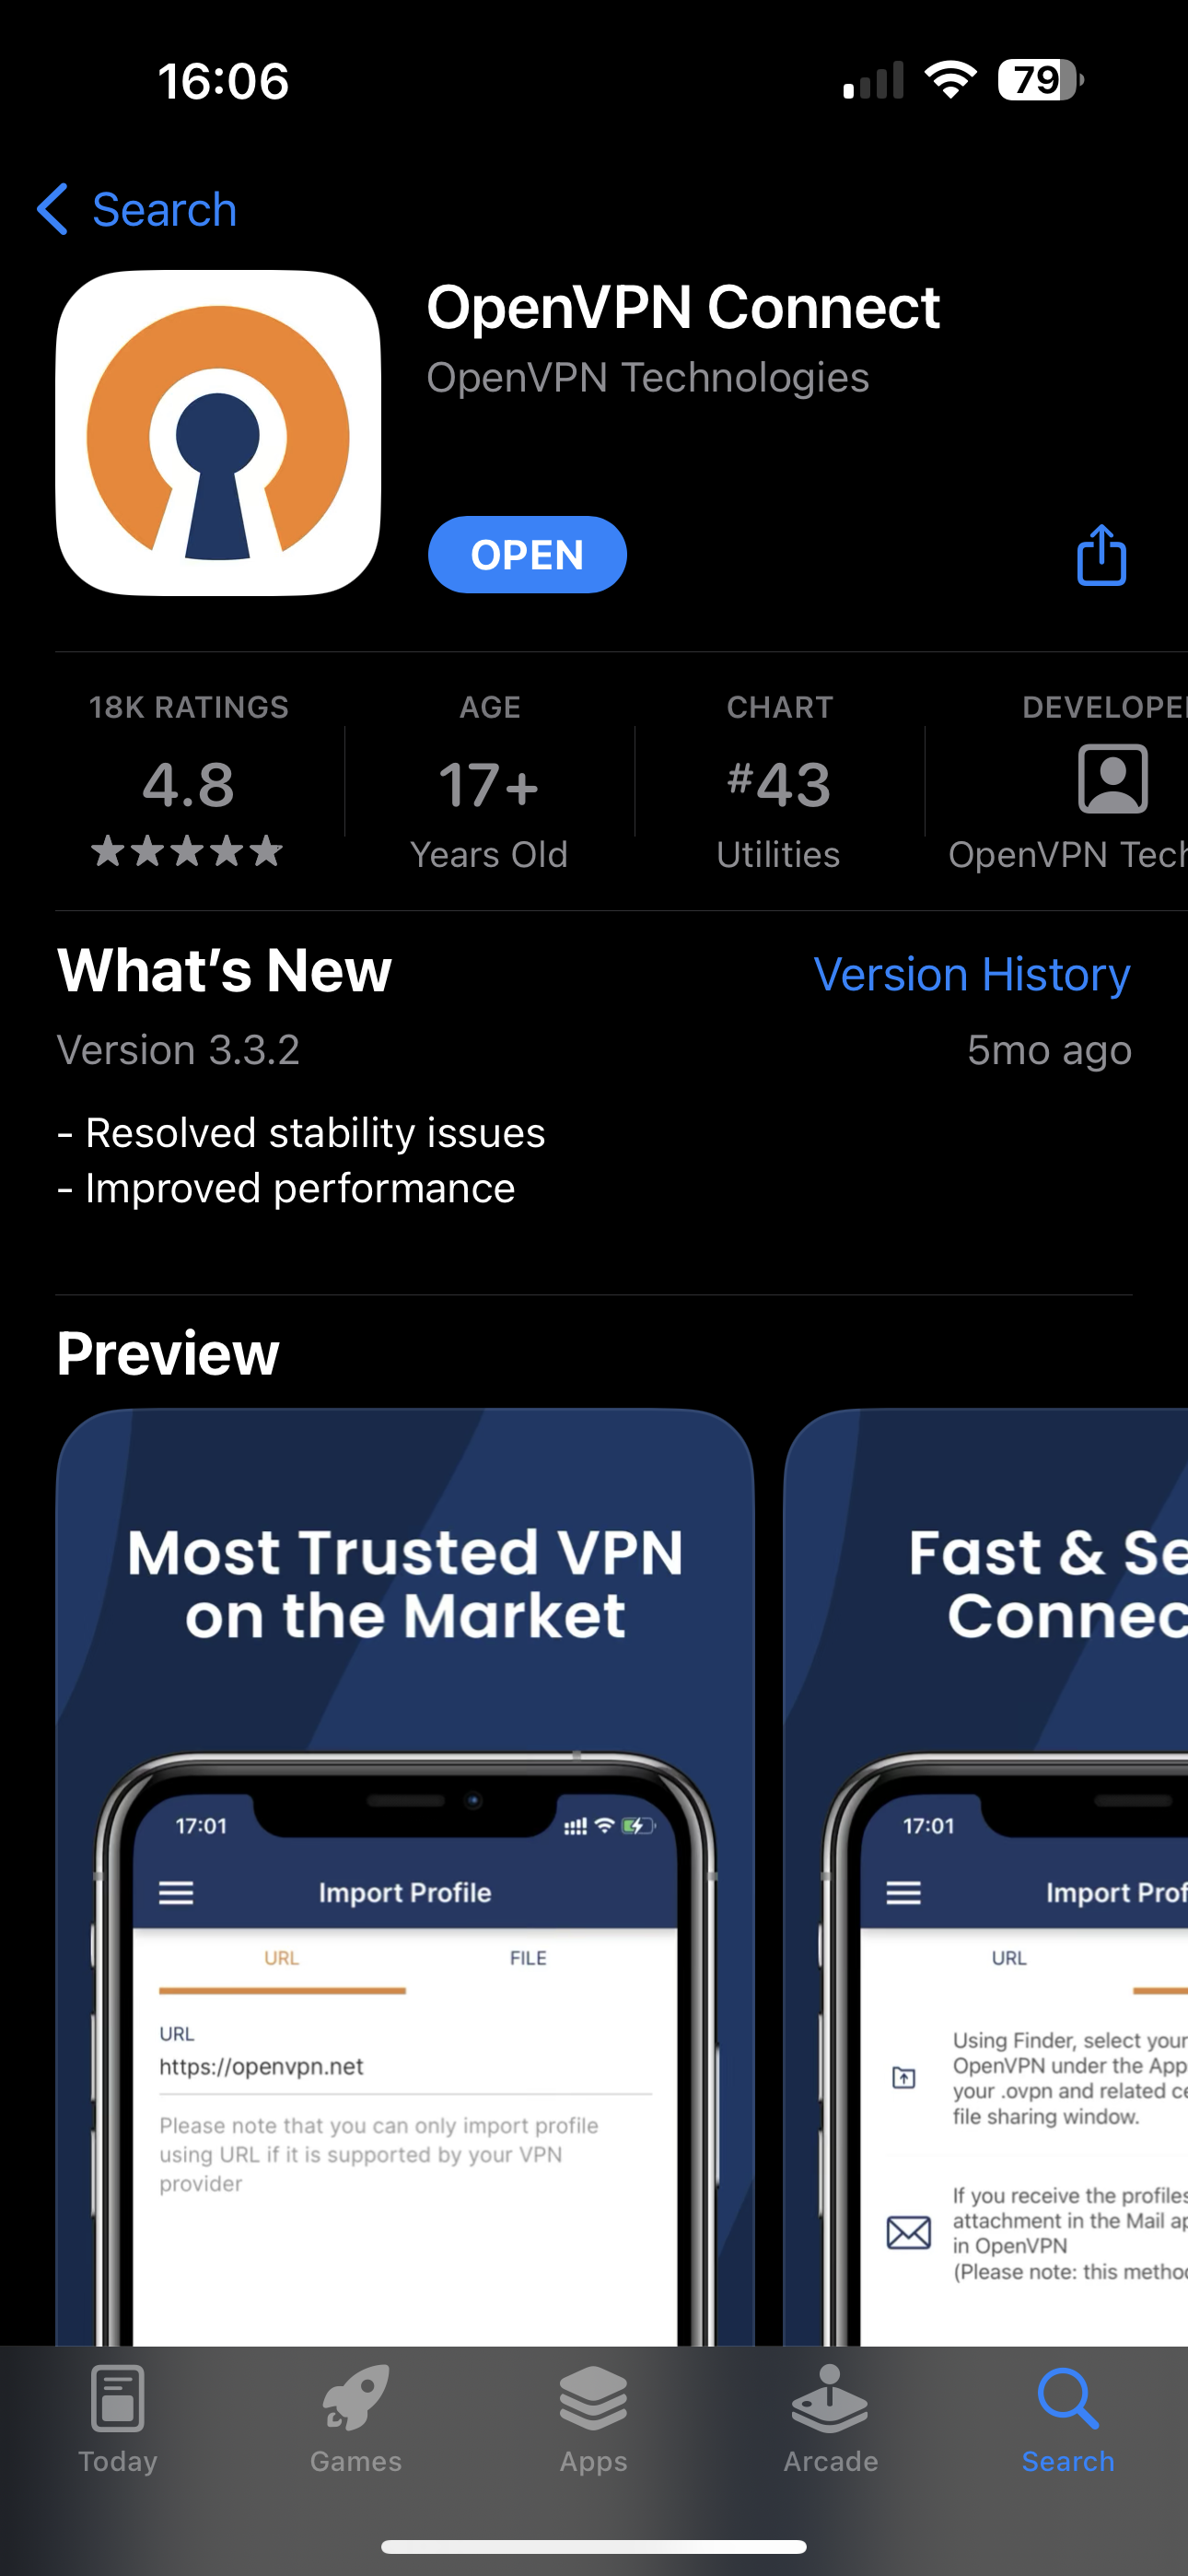 16:06
79
Search
OpenVPN Connect
OpenVPN Technologies
OPEN
18K RATINGS
4.8
AGE
17+
Years Old
CHART
#43
Utilities
DEVELOPE
OpenVPN Tech
What's New
Version History
Version 3.3.2
5mo ago
- Resolved stability issues
- Improved performance
Preview
Most Trusted VPN
on the Market
17:01
Import Profile
URL
FILE
URL
https://openvpn.net
Please note that you can only import profile
using URL if it is supported by your VPN
provider
Fast & Se
Connec
17:01
Import Prof
URL
Using Finder, select your
OpenVPN under the App
your .ovpn and related ce
file sharing window.
If you receive the profiles
attachment in the Mail ap
in OpenVPN
(Please note: this metho
Today
Games
Apps
Arcade
Search